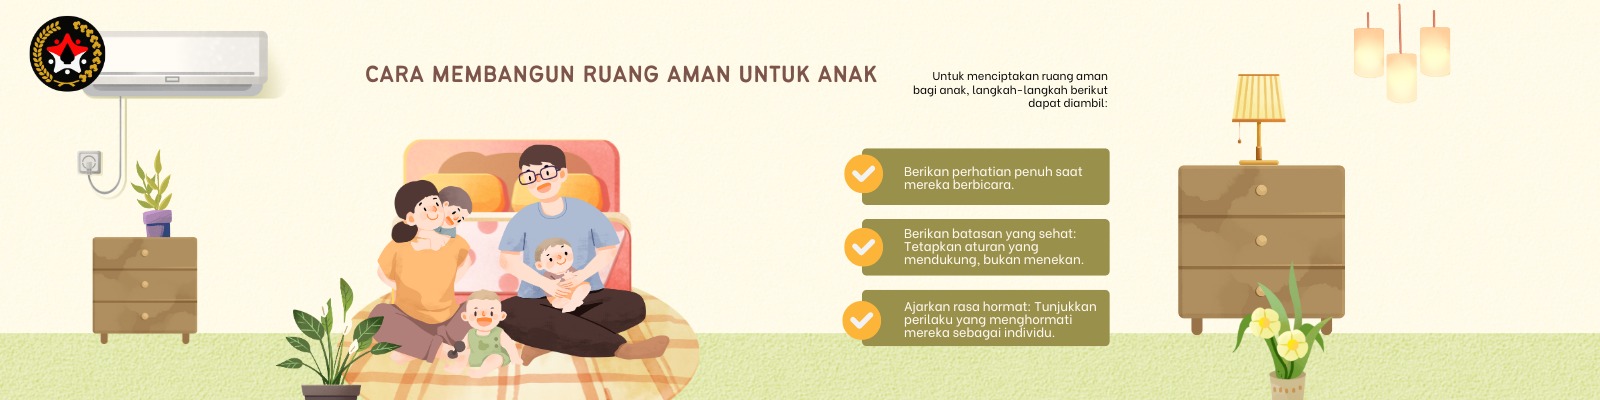 CARA MEMBANGUN RUANG AMAN UNTUK ANAK
Untuk menciptakan ruang aman
bagi anak, langkah-langkah berikut
dapat diambil:
Berikan perhatian penuh saat
mereka berbicara.
Berikan batasan yang sehat:
Tetapkan aturan yang
mendukung, bukan menekan.
Ajarkan rasa hormat: Tunjukkan
perilaku yang menghormati
mereka sebagai individu.